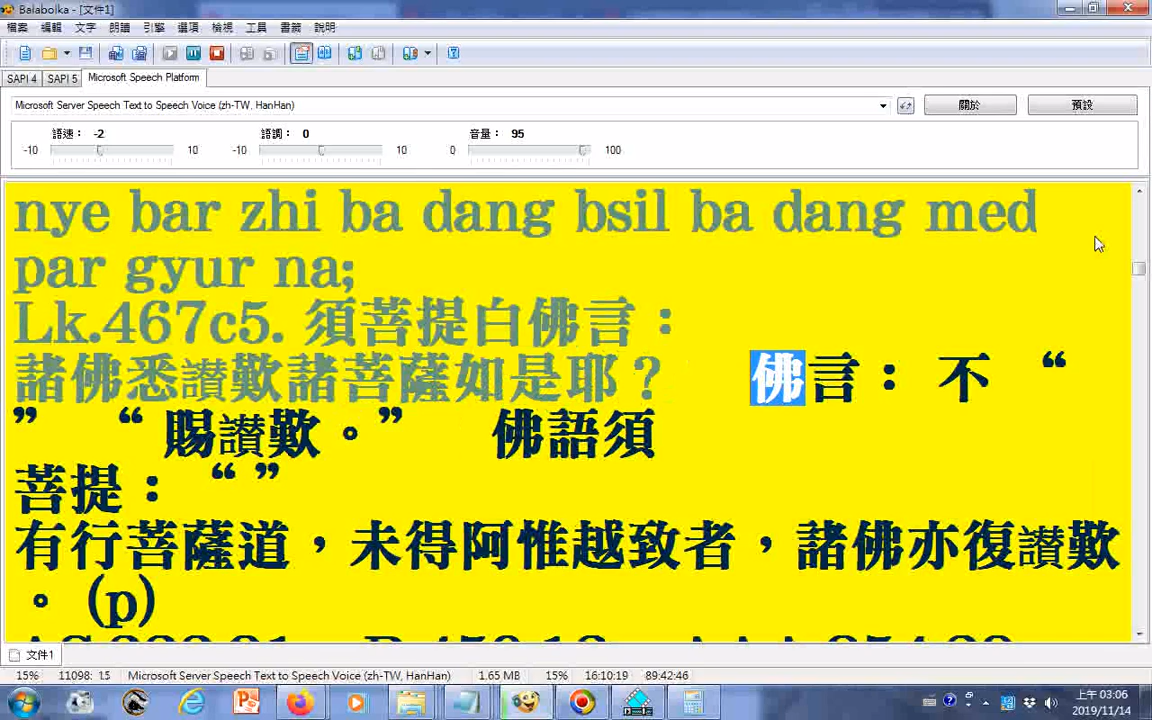 Balabolka - [文件1]
檔案 編輯 文字 朗讀 引擎 選項 檢視 工具 書籤 說明
SAPI 4 SAPI 5 Microsoft Speech Platform
Microsoft Server Speech Text to Speech Voice (zh-TW, HanHan) 關於 預設
語速： -2 語調： 0 音量： 95
-10 10 -10 10 0 100
nye bar zhi ba dang bsil ba dang med
par gyur na;
Lk.467c5. 須菩提白佛言：
諸佛悉讃歎諸菩薩如是耶？ 佛言： 不 “
” “ 賜讃歎。” 佛語須
菩提： “ ”
有行菩薩道，未得阿惟越致者，諸佛亦復讃歎
。 (p)
文件1
15% 11098: 15 Microsoft Server Speech Text to Speech Voice (zh-TW, HanHan) 1.65 MB 15% 16:10:19 89:42:46
上午 03:06
2019/11/14